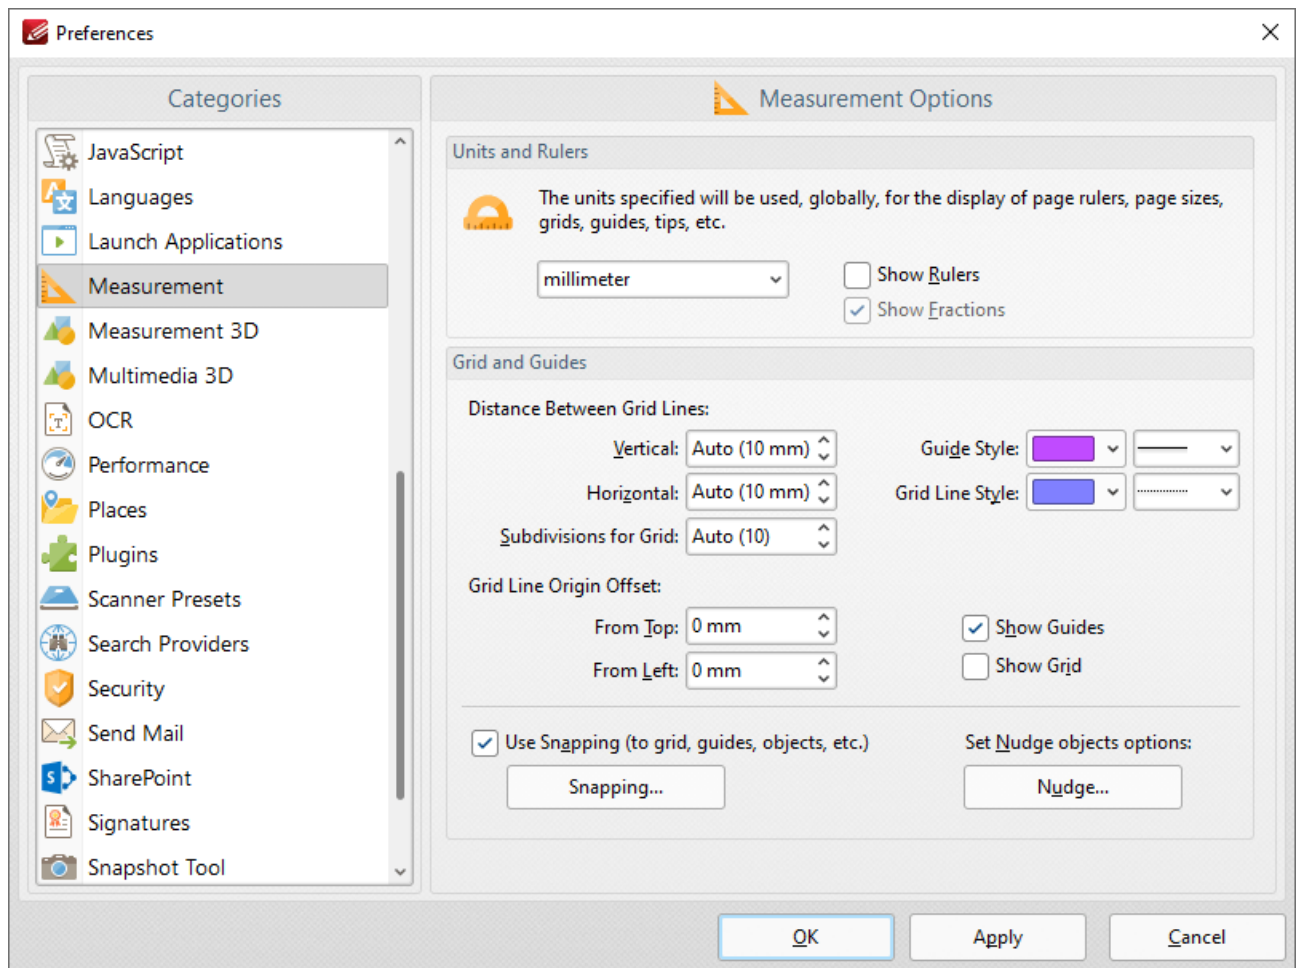 Preferences
Categories
JavaScript
Languages
Launch Applications
Measurement
Measurement 3D
Multimedia 3D
OCR
Performance
Places
Plugins
Scanner Presets
Search Providers
Security
Send Mail
SharePoint
Signatures
Snapshot Tool
Measurement Options
Units and Rulers
The units specified will be used, globally, for the display of page rulers, page sizes,
grids, guides, tips, etc.
millimeter
Show Rulers
Show Fractions
Grid and Guides
Distance Between Grid Lines:
Vertical: Auto (10 mm)
Guide Style:
Horizontal: Auto (10 mm)
Grid Line Style:
Subdivisions for Grid: Auto (10)
Grid Line Origin Offset:
From Top: 0 mm
Show Guides
From Left: 0 mm
Show Grid
Use Snapping (to grid, guides, objects, etc.)
Set Nudge objects options:
Snapping...
Nudge...
OK
Apply
Cancel